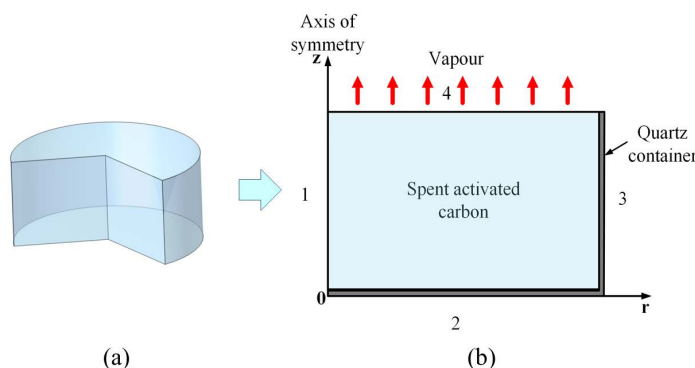 Axis of
symmetry
z
Vapour
4
Quartz
container
Spent activated
carbon
1
3
0
r
2
(a)
(b)